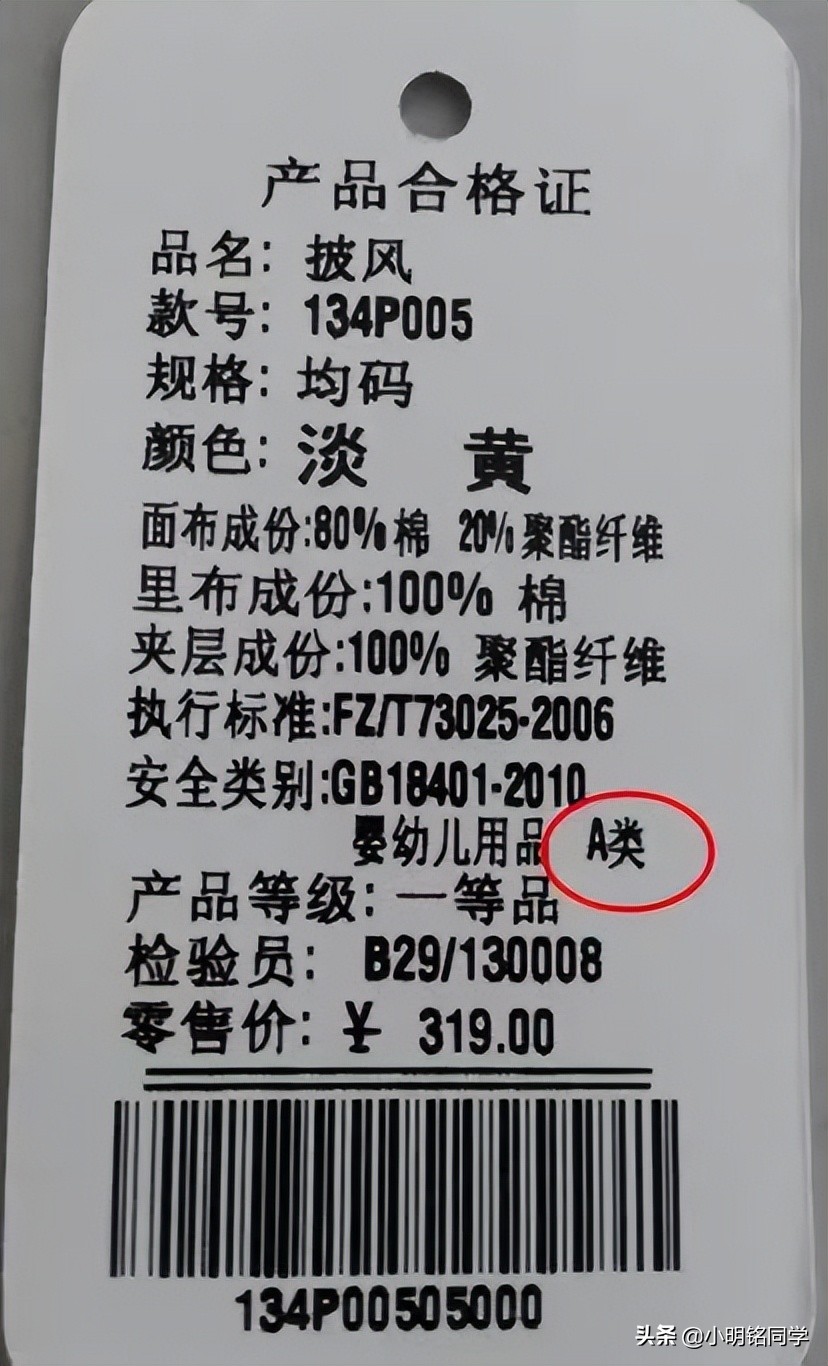 产品合格证
品名: 披风
款号: 134P005
规格: 均码
颜色: 淡 黄
面布成份:80% 棉 20% 聚酯纤维
里布成份:100% 棉
夹层成份:100% 聚酯纤维
执行标准:FZ/T73025-2006
安全类别:GB18401-2010
婴幼儿用品 A类
产品等级: 一等品
检验员: B29/130008
零售价: ¥ 319.00
134P00505000
头条 @小明铭同学